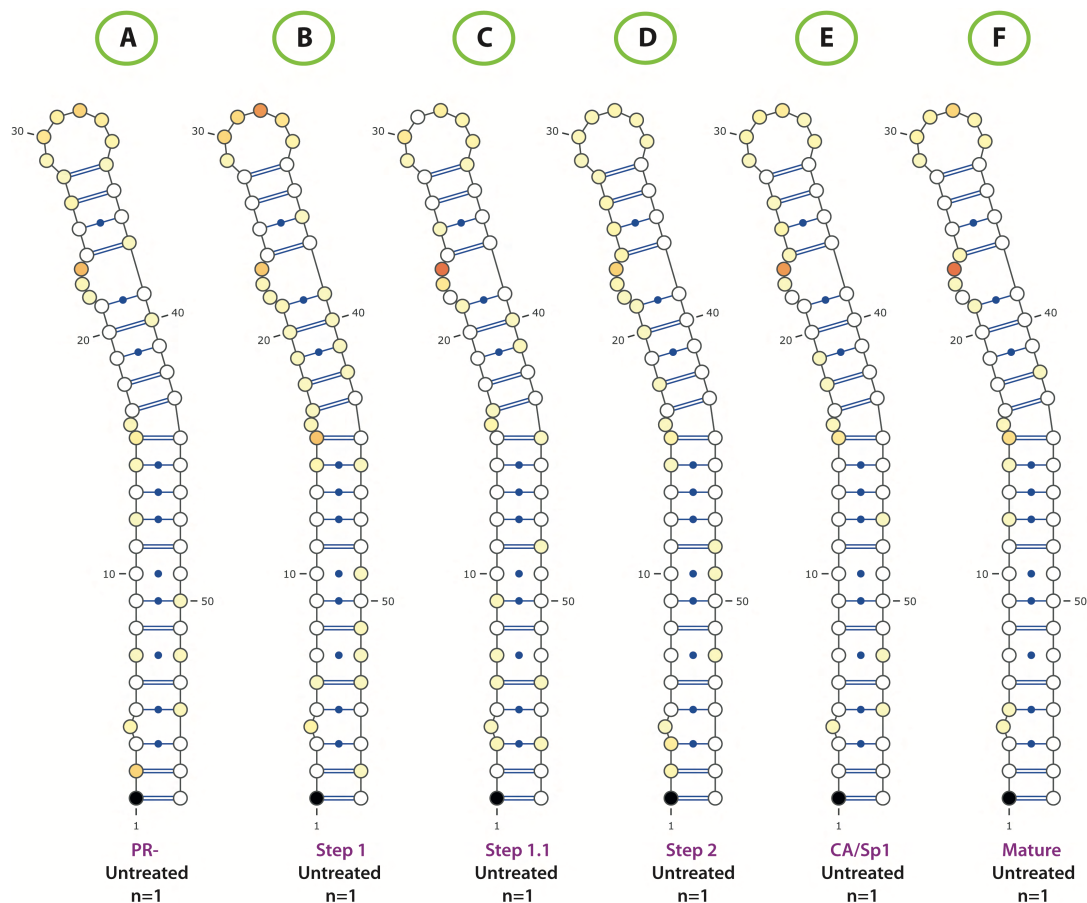 A B C D E F
30 30 30 30 30 30
40 40 40 40 40 40
20 20 20 20 20 20
10 10 10 10 10 10
50 50 50 50 50 50
1 1 1 1 1 1
PR- Step 1 Step 1.1 Step 2 CA/Sp1 Mature
Untreated Untreated Untreated Untreated Untreated Untreated
n=1 n=1 n=1 n=1 n=1 n=1